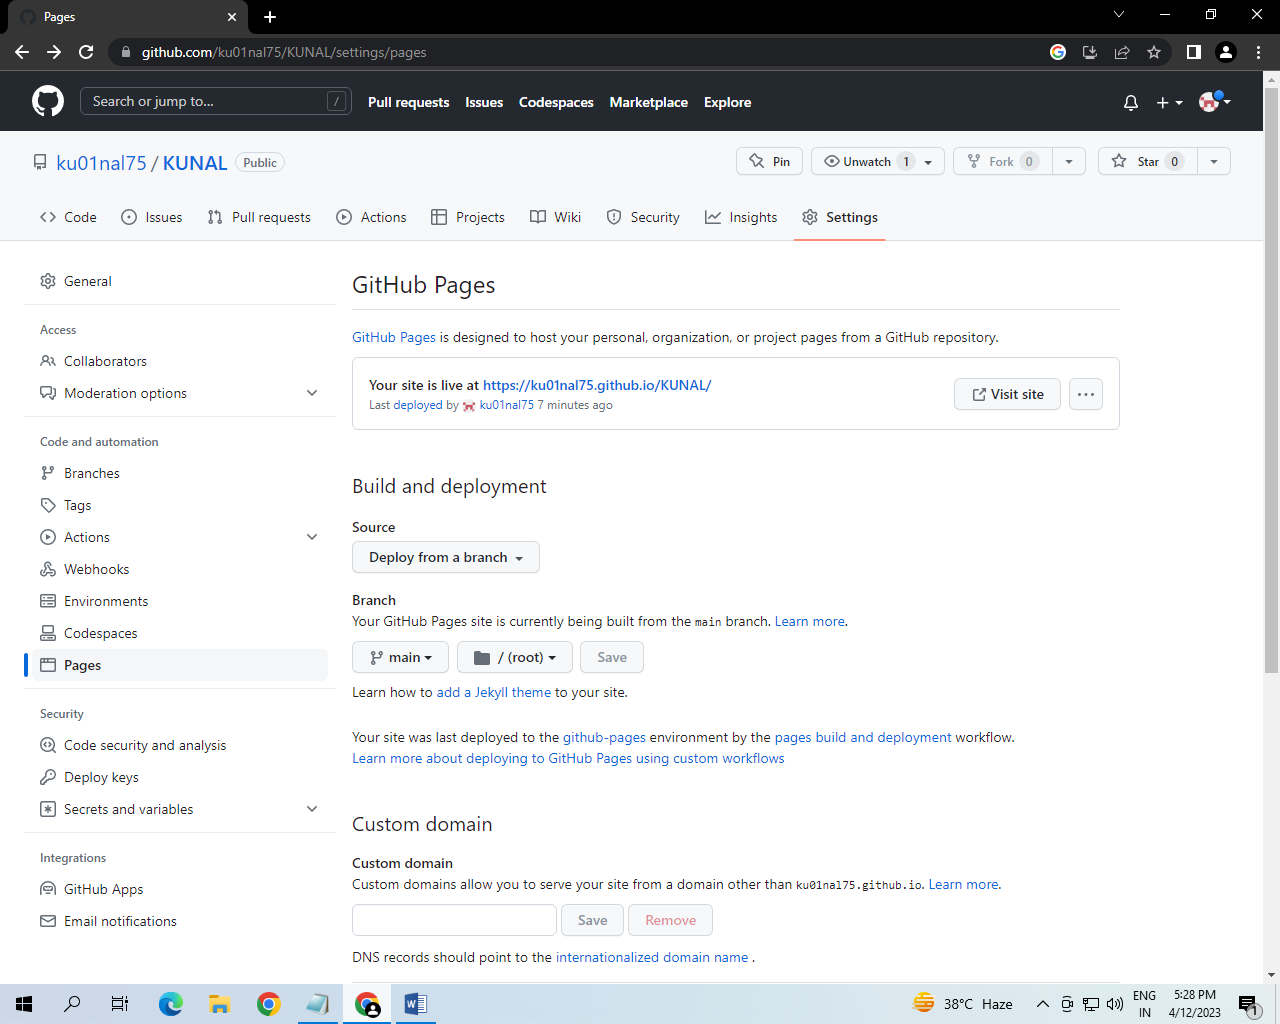 Pages
github.com/ku01nal75/KUNAL/settings/pages
Search or jump to... /
Pull requests Issues Codespaces Marketplace Explore
ku01nal75 / KUNAL Public
Pin Unwatch 1 Fork 0 Star 0
Code Issues Pull requests Actions Projects Wiki Security Insights Settings
General
Access
Collaborators
Moderation options
Code and automation
Branches
Tags
Actions
Webhooks
Environments
Codespaces
Pages
Security
Code security and analysis
Deploy keys
Secrets and variables
Integrations
GitHub Apps
Email notifications
GitHub Pages
GitHub Pages is designed to host your personal, organization, or project pages from a GitHub repository.
Your site is live at https://ku01nal75.github.io/KUNAL/
Last deployed by ku01nal75 7 minutes ago
Visit site
Build and deployment
Source
Deploy from a branch
Branch
Your GitHub Pages site is currently being built from the main branch. Learn more.
main / (root) Save
Learn how to add a Jekyll theme to your site.
Your site was last deployed to the github-pages environment by the pages build and deployment workflow.
Learn more about deploying to GitHub Pages using custom workflows
Custom domain
Custom domain
Custom domains allow you to serve your site from a domain other than ku01nal75.github.io. Learn more.
Save Remove
DNS records should point to the internationalized domain name .
38°C Haze
ENG
IN
5:28 PM
4/12/2023
1